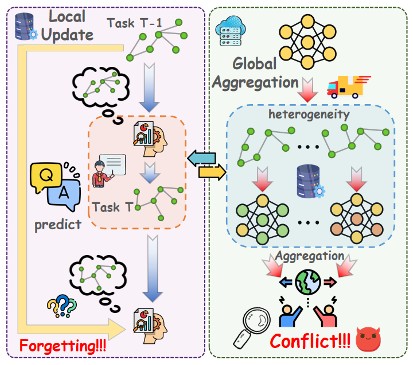 Local
Update
Task T-1
Q
A
predict
Task T
Forgetting!!!
Global
Aggregation
heterogeneity
...
...
Aggregation
Conflict!!!